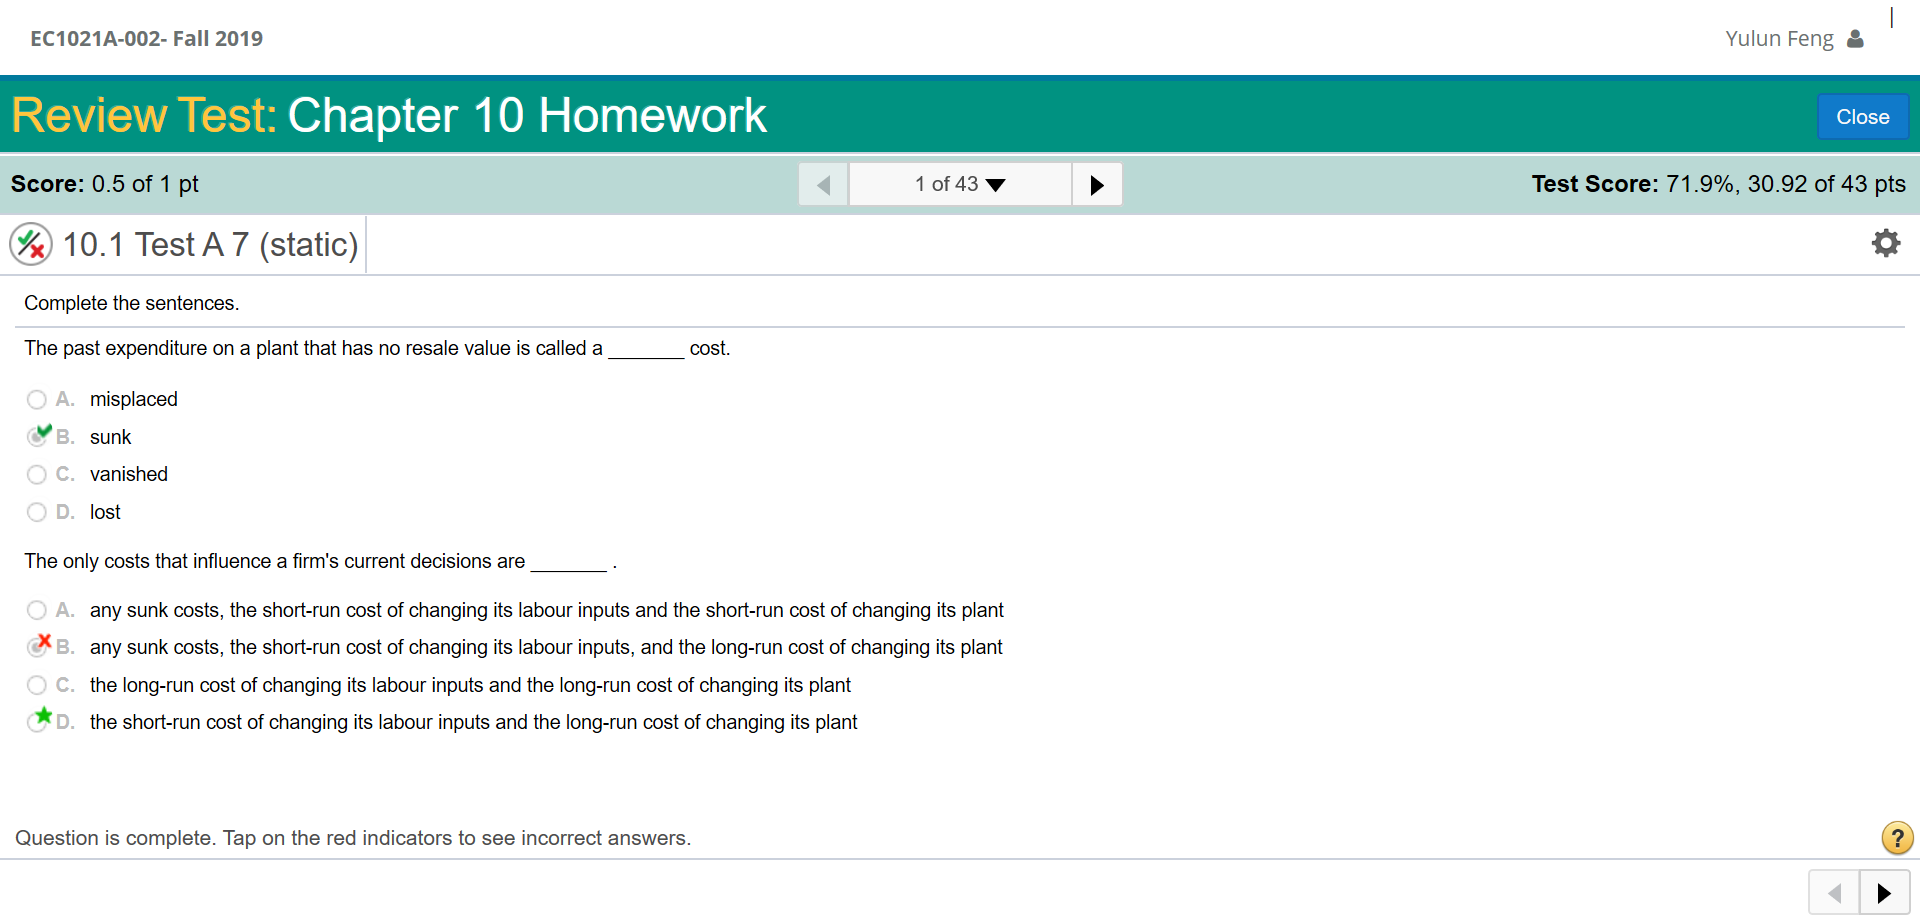 EC1021A-002- Fall 2019
Yulun Feng
Review Test: Chapter 10 Homework
Close
Score: 0.5 of 1 pt
1 of 43
Test Score: 71.9%, 30.92 of 43 pts
10.1 Test A 7 (static)
Complete the sentences.
The past expenditure on a plant that has no resale value is called a _______ cost.
A. misplaced
B. sunk
C. vanished
D. lost
The only costs that influence a firm's current decisions are _______ .
A. any sunk costs, the short-run cost of changing its labour inputs and the short-run cost of changing its plant
B. any sunk costs, the short-run cost of changing its labour inputs, and the long-run cost of changing its plant
C. the long-run cost of changing its labour inputs and the long-run cost of changing its plant
D. the short-run cost of changing its labour inputs and the long-run cost of changing its plant
Question is complete. Tap on the red indicators to see incorrect answers.
?